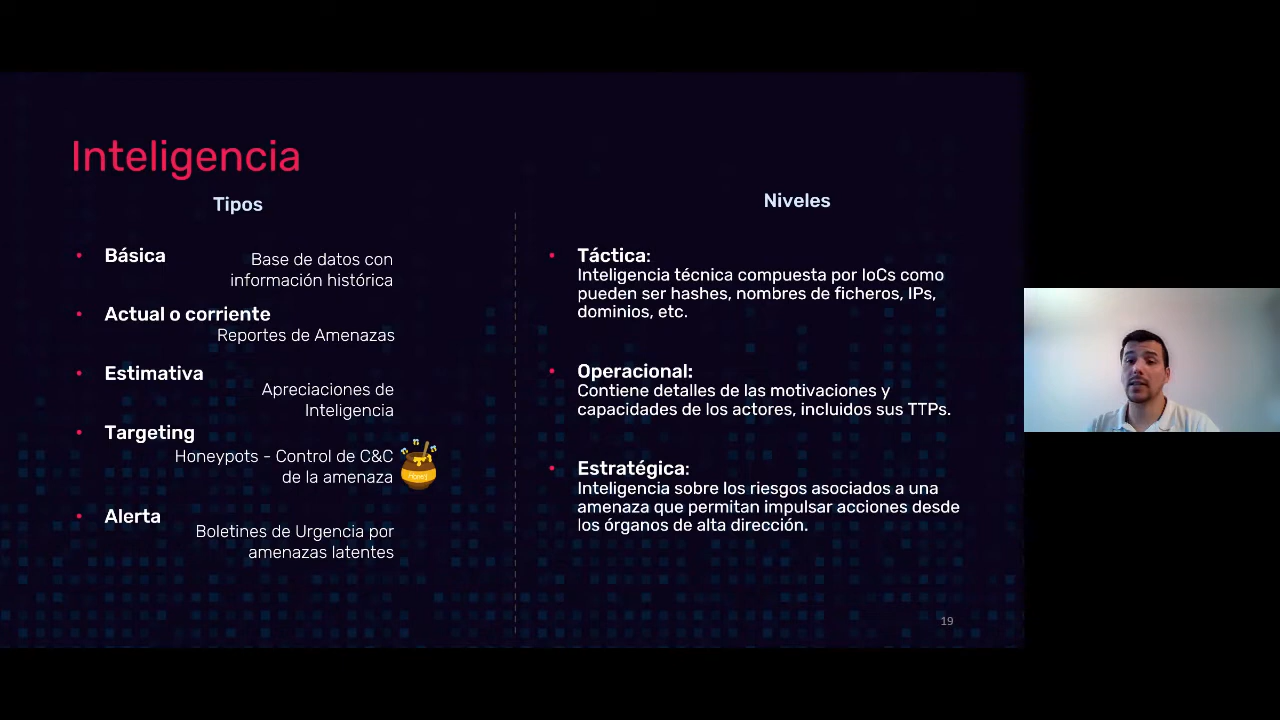 Inteligencia
Tipos
• Básica
Base de datos con
información histórica
• Actual o corriente
Reportes de Amenazas
• Estimativa
Apreciaciones de
Inteligencia
• Targeting
Honeypots - Control de C&C
de la amenaza
• Alerta
Boletines de Urgencia por
amenazas latentes
Niveles
• Táctica:
Inteligencia técnica compuesta por IoCs como
pueden ser hashes, nombres de ficheros, IPs,
dominios, etc.
• Operacional:
Contiene detalles de las motivaciones y
capacidades de los actores, incluidos sus TTPs.
• Estratégica:
Inteligencia sobre los riesgos asociados a una
amenaza que permitan impulsar acciones desde
los órganos de alta dirección.
19